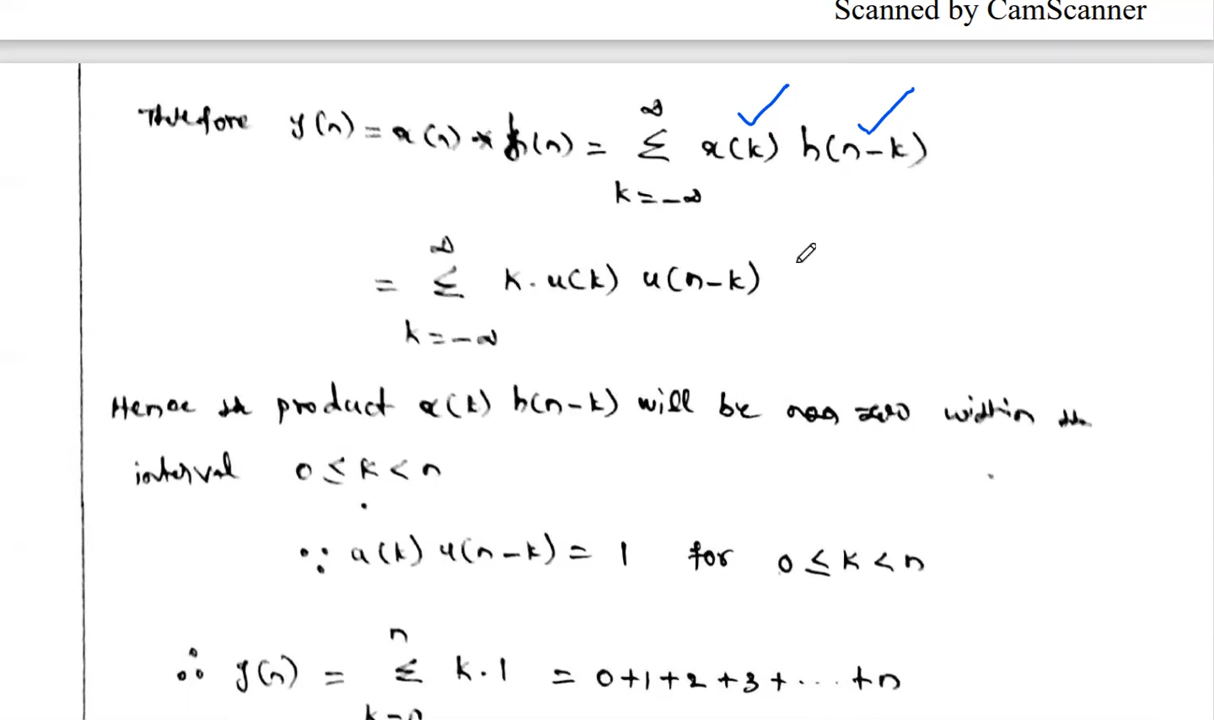 Scanned by CamScanner
Therefore y(n) = x(n) * h(n) = ∞ Σ k=-∞ x(k) h(n-k)
= ∞ Σ k=-∞ k. u(k) u(n-k)
Hence the product x(k) h(n-k) will be non zero within the
interval 0 ≤ k < n
∵ u(k) u(n-k) = 1 for 0 ≤ k < n
∴ y(n) = n Σ k=0 k.1 = 0+1+2+3+....+n